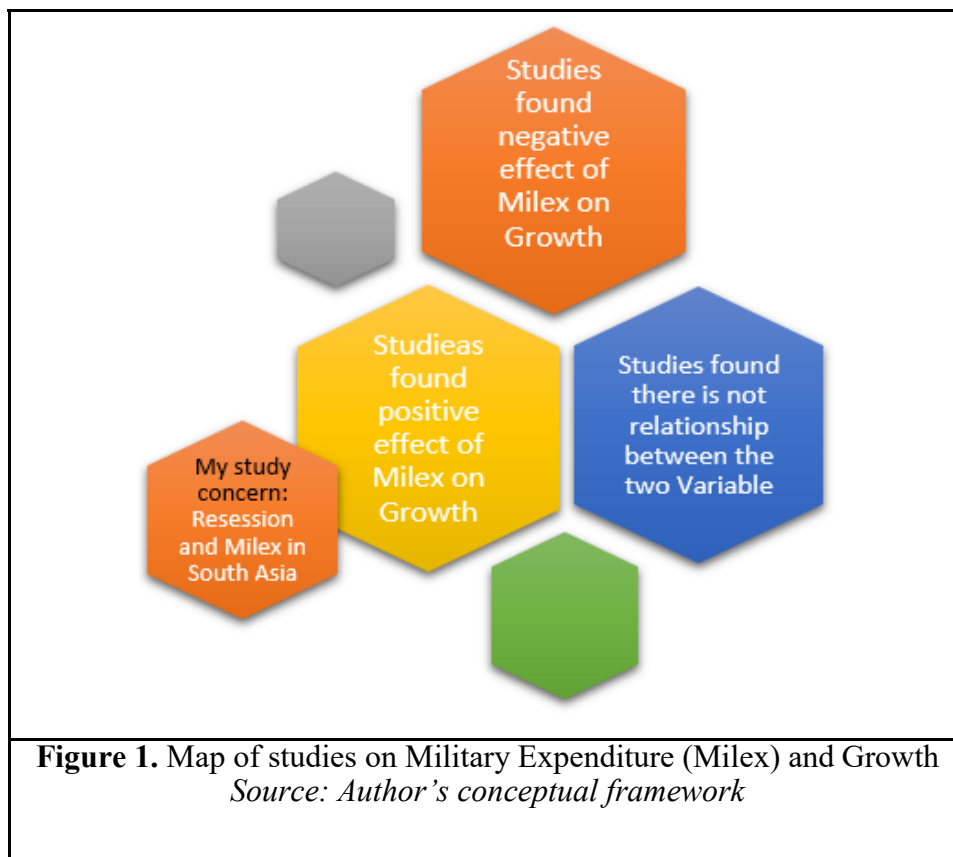 Studies
found
negative
effect of
Milex on
Growth
Studieas
found
positive
effect of
Milex on
Growth
Studies found
there is not
relationship
between the
two Variable
My study
concern:
Resession
and Milex in
South Asia
Figure 1. Map of studies on Military Expenditure (Milex) and Growth
Source: Author’s conceptual framework